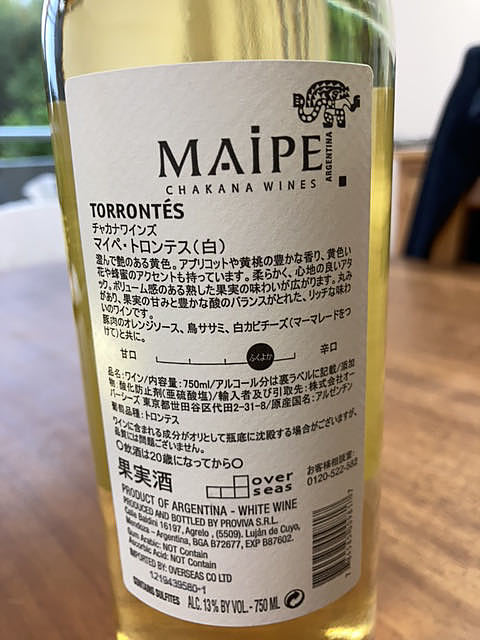 MAIPE
ARGENTINA
CHAKANA WINES
TORRONTÉS
チャカナワインズ
マイペ・トロンテス(白)
澄んで艶のある黄色。アプリコットや黄桃の豊かな香り、黄色い
花や蜂蜜のアクセントも持っています。柔らかく、心地の良いアタ
ック。ボリューム感のある熟した果実の味わいが広がります。丸み
があり、果実の甘みと豊かな酸のバランスがとれた、リッチな味わ
いのワインです。
豚肉のオレンジソース、鳥ササミ、白カビチーズ(マーマレードをつ
けて)と共に。
甘口 ふくよか 辛口
品名:ワイン/内容量:750ml/アルコール分は裏ラベルに記載/添加
物:酸化防止剤(亜硫酸塩)/輸入者及び引取先:株式会社オー
バーシーズ 東京都世田谷区代田2-31-8/原産国名:アルゼンチン
葡萄品種:トロンテス
ワインに含まれる成分がオリとして瓶底に沈殿する場合がございますが、
品質には問題ございません。
〇飲酒は20歳になってから〇
果実酒
over
seas
お客様相談室:
0120-522-582
PRODUCT OF ARGENTINA - WHITE WINE
PRODUCED AND BOTTLED BY PROVIVA S.R.L.
Calle Baldini 16197, Agrelo , (5509). Luján de Cuyo,
Mendoza – Argentina, BGA B72677, EXP B87602.
Gum Arabic: NOT Contain
Ascorbic Acid: NOT Contain
IMPORTED BY: OVERSEAS CO LTD
1219439580-1
CONTAINS SULFITES
ALC. 13% BY VOL. - 750 ML